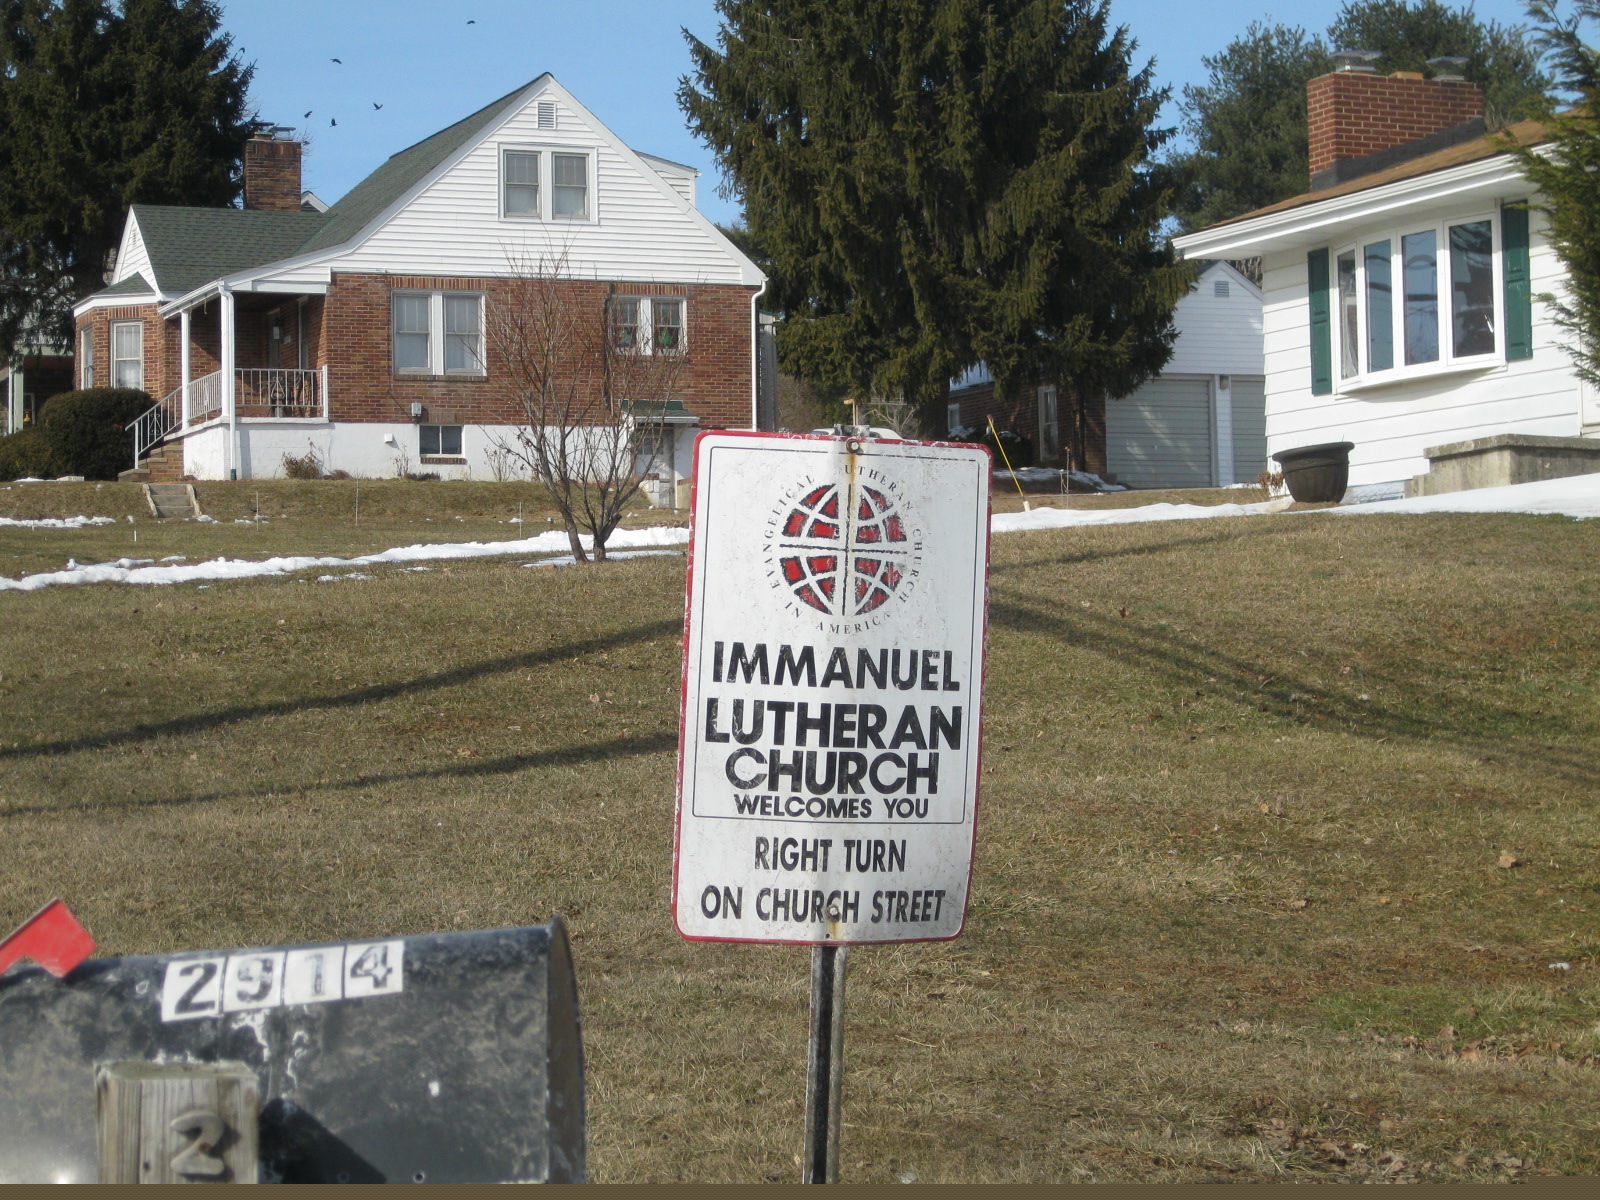 EVANGELICAL LUTHERAN CHURCH
IN AMERICA
IMMANUEL
LUTHERAN
CHURCH
WELCOMES YOU
RIGHT TURN
ON CHURCH STREET
2914
2